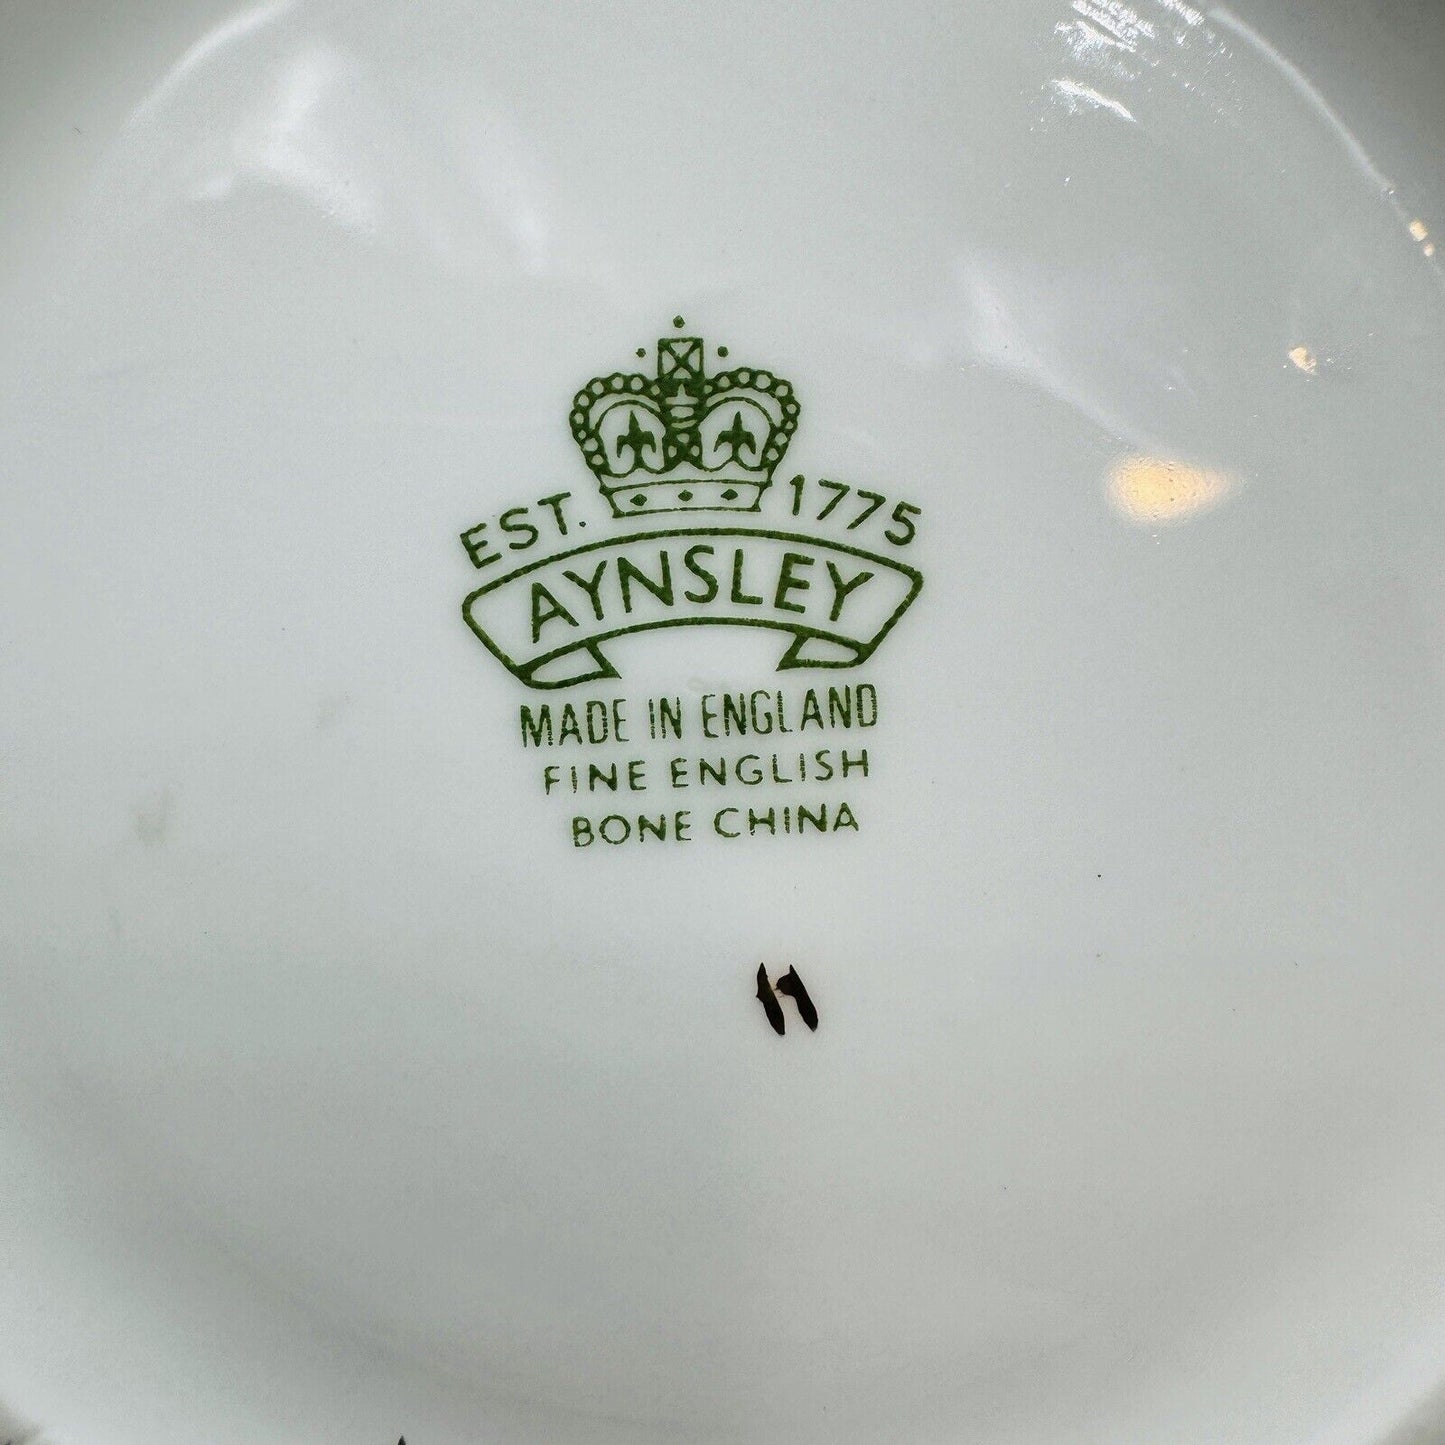 EST. 1775
AYNSLEY
MADE IN ENGLAND
FINE ENGLISH
BONE CHINA